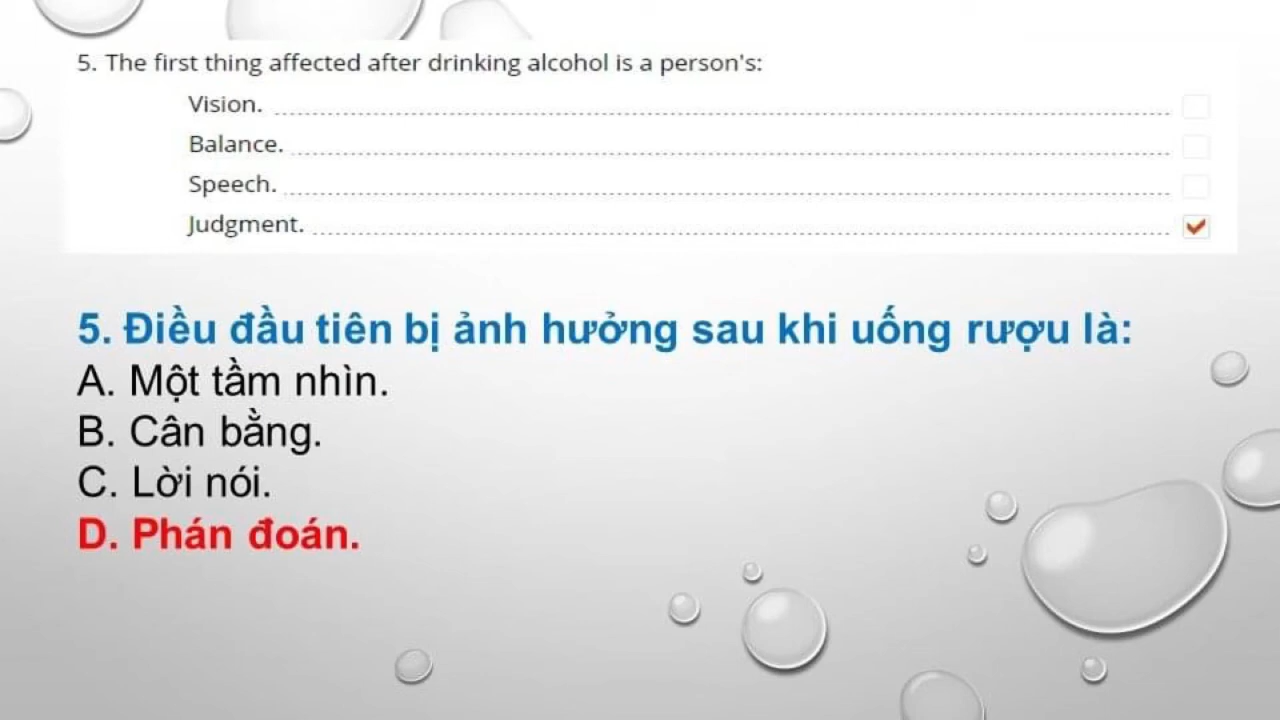 5. The first thing affected after drinking alcohol is a person's:
Vision.
Balance.
Speech.
Judgment.
5. Điều đầu tiên bị ảnh hưởng sau khi uống rượu là:
A. Một tầm nhìn.
B. Cân bằng.
C. Lời nói.
D. Phán đoán.